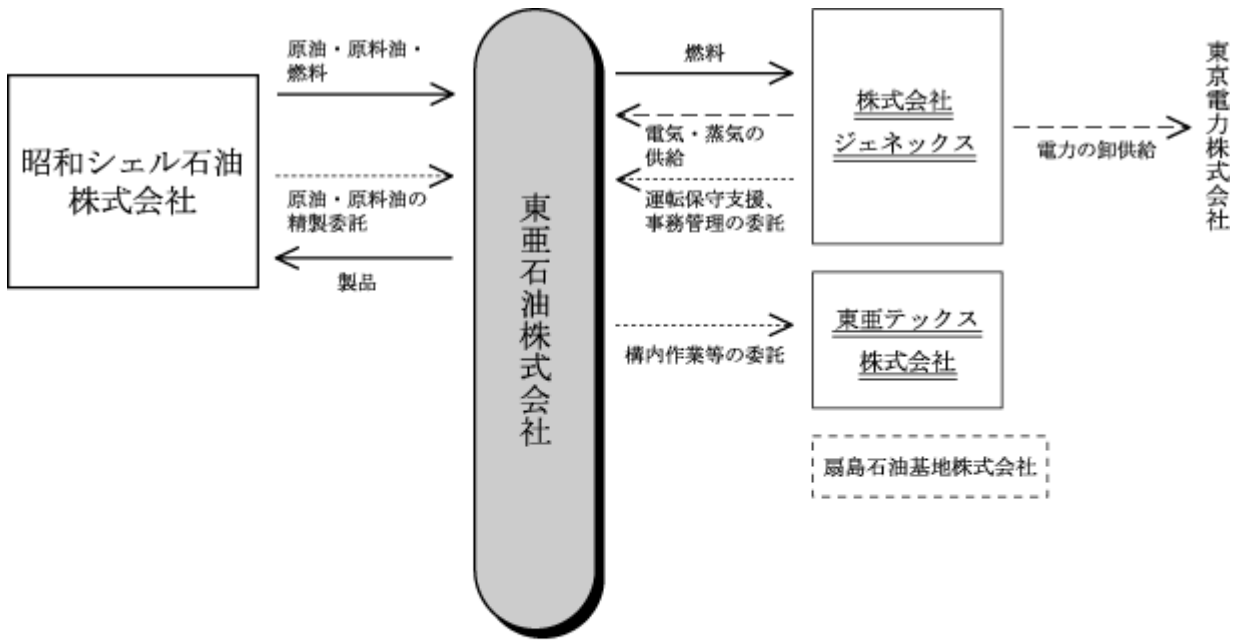 原油・原料油・
燃料
昭和シェル石油
株式会社
原油・原料油の
精製委託
製品
東亜石油株式会社
燃料
電気・蒸気の
供給
運転保守支援、
事務管理の委託
構内作業等の委託
株式会社
ジェネックス
電力の卸供給
東京電力株式会社
東亜テックス
株式会社
扇島石油基地株式会社